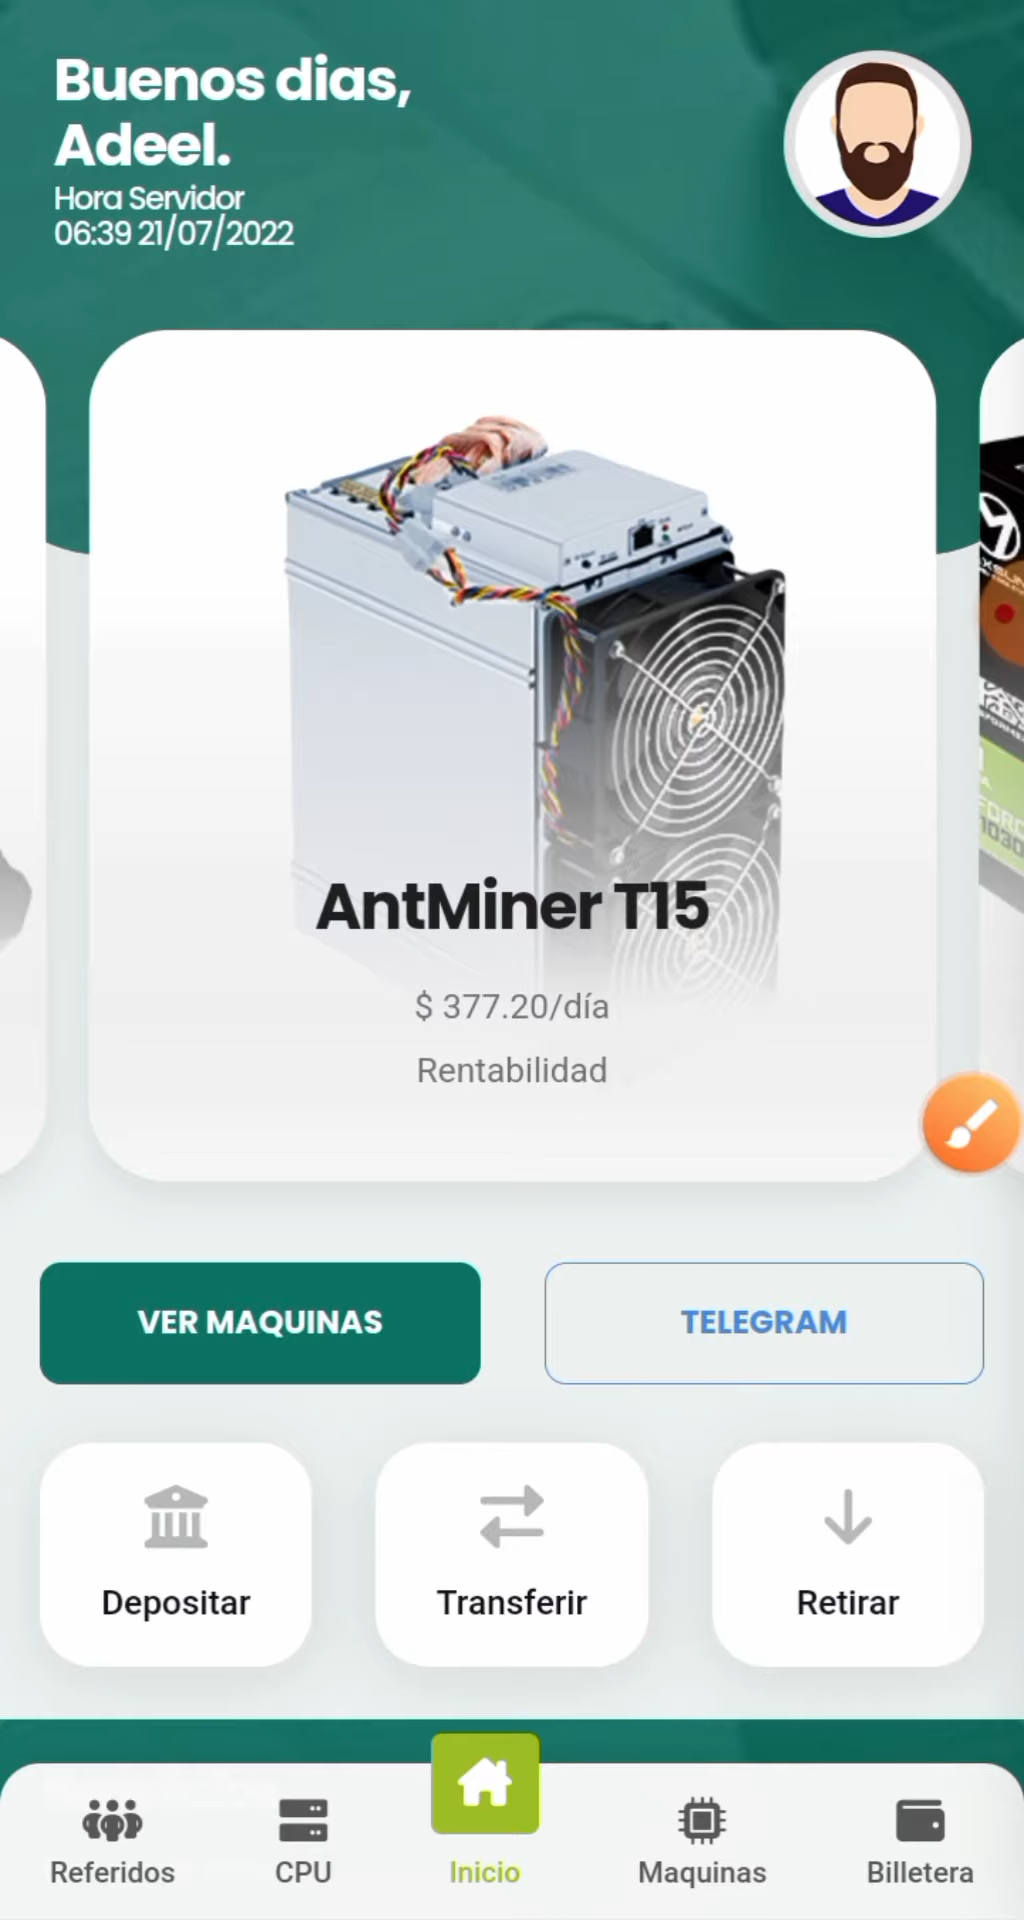 Buenos dias,
Adeel.
Hora Servidor
06:39 21/07/2022
AntMiner T15
$ 377.20/día
Rentabilidad
1030
VER MAQUINAS
TELEGRAM
Depositar
Transferir
Retirar
Referidos
CPU
Inicio
Maquinas
Billetera